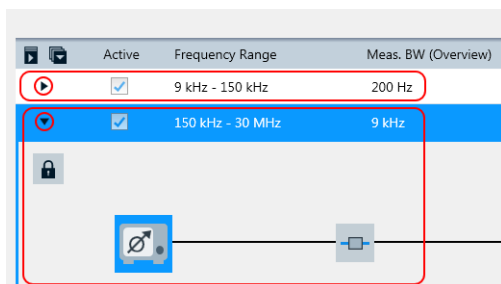 Active Frequency Range Meas. BW (Overview)
9 kHz - 150 kHz 200 Hz
150 kHz - 30 MHz 9 kHz